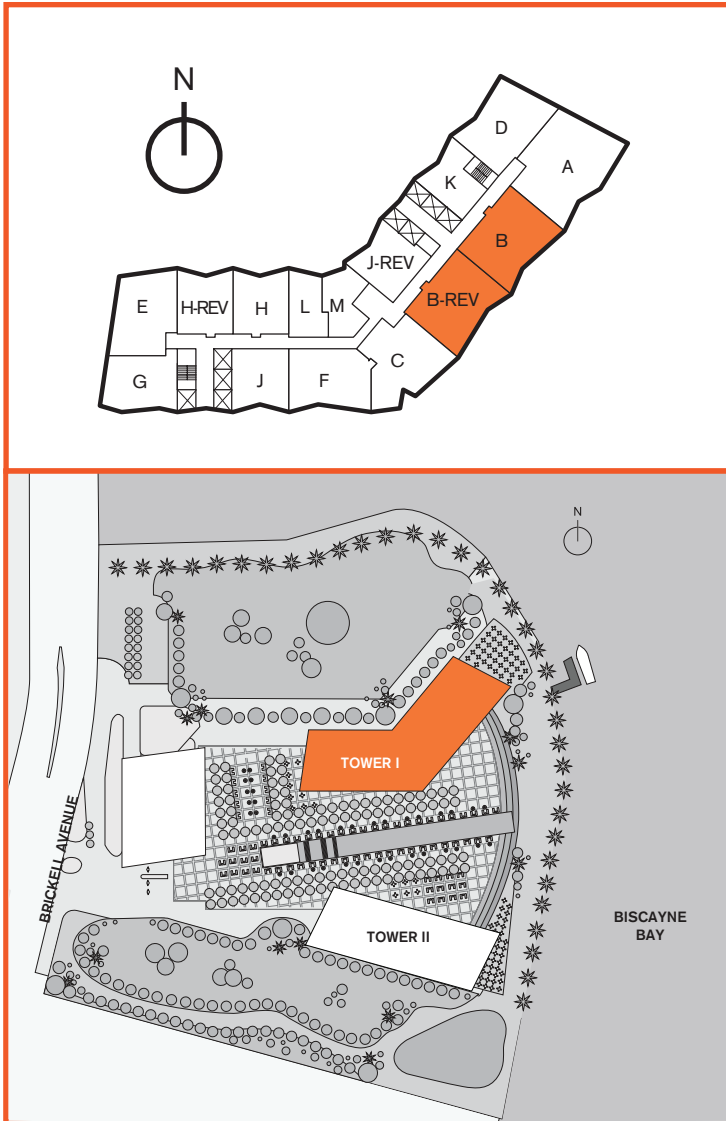 N
D
A
K
B
J-REV
B-REV
E
H-REV
H
L
M
C
G
J
F
N
TOWER I
BRICKELL AVENUE
TOWER II
BISCAYNE
BAY